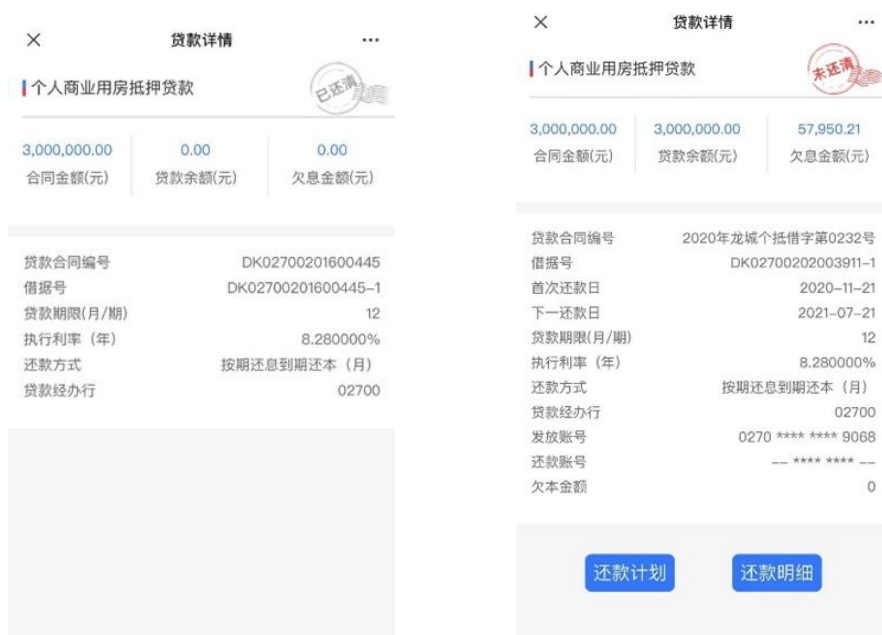 贷款详情
个人商业用房抵押贷款
已还清
3,000,000.00 0.00 0.00
合同金额(元) 贷款余额(元) 欠息金额(元)
贷款合同编号 DK02700201600445
借据号 DK02700201600445-1
贷款期限(月/期) 12
执行利率（年） 8.280000%
还款方式 按期还息到期还本（月）
贷款经办行 02700
贷款详情
个人商业用房抵押贷款
未还清
3,000,000.00 3,000,000.00 57,950.21
合同金额(元) 贷款余额(元) 欠息金额(元)
贷款合同编号 2020年龙城个抵借字第0232号
借据号 DK02700202003911-1
首次还款日 2020-11-21
下一还款日 2021-07-21
贷款期限(月/期) 12
执行利率（年） 8.280000%
还款方式 按期还息到期还本（月）
贷款经办行 02700
发放账号 0270 **** **** 9068
还款账号 -- **** **** --
欠本金额 0
还款计划 还款明细